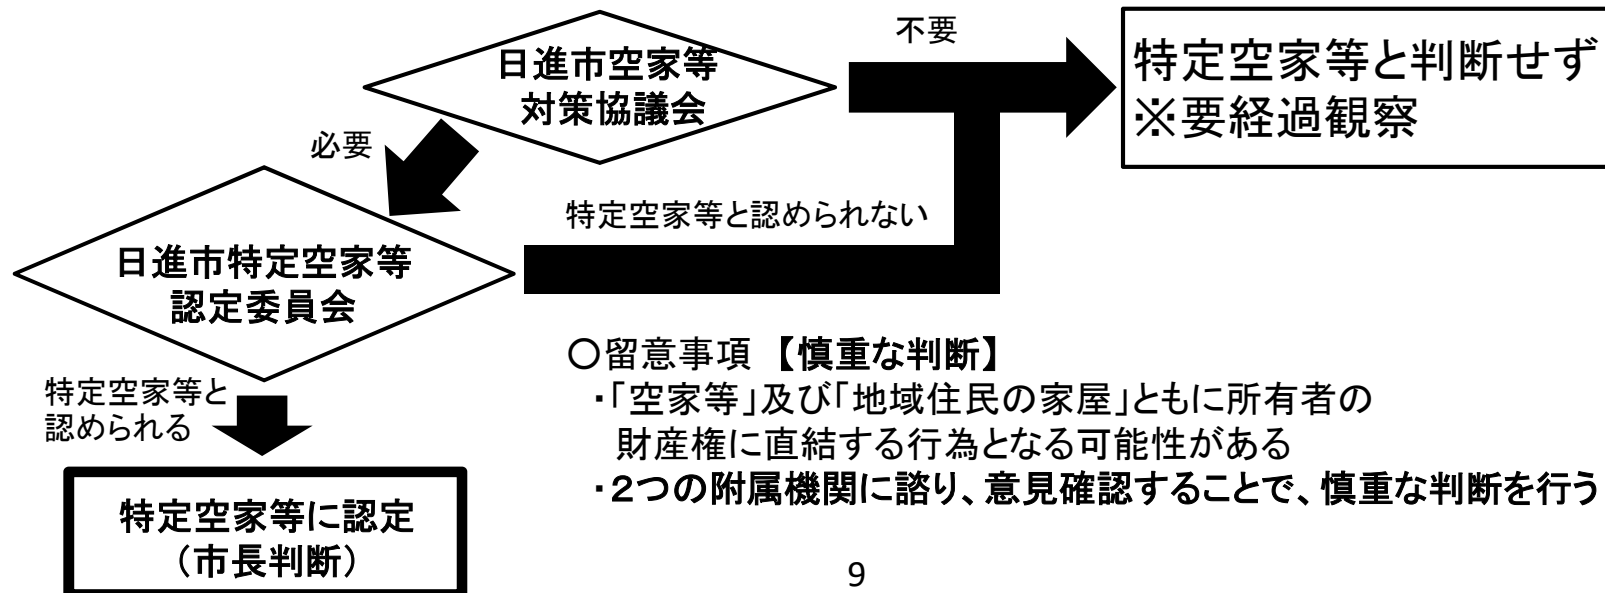 日進市空家等
対策協議会
不要
特定空家等と判断せず
※要経過観察
必要
特定空家等と認められない
日進市特定空家等
認定委員会
特定空家等と
認められる
特定空家等に認定
(市長判断)
○留意事項 【慎重な判断】
・「空家等」及び「地域住民の家屋」ともに所有者の
財産権に直結する行為となる可能性がある
・２つの附属機関に諮り、意見確認することで、慎重な判断を行う
9